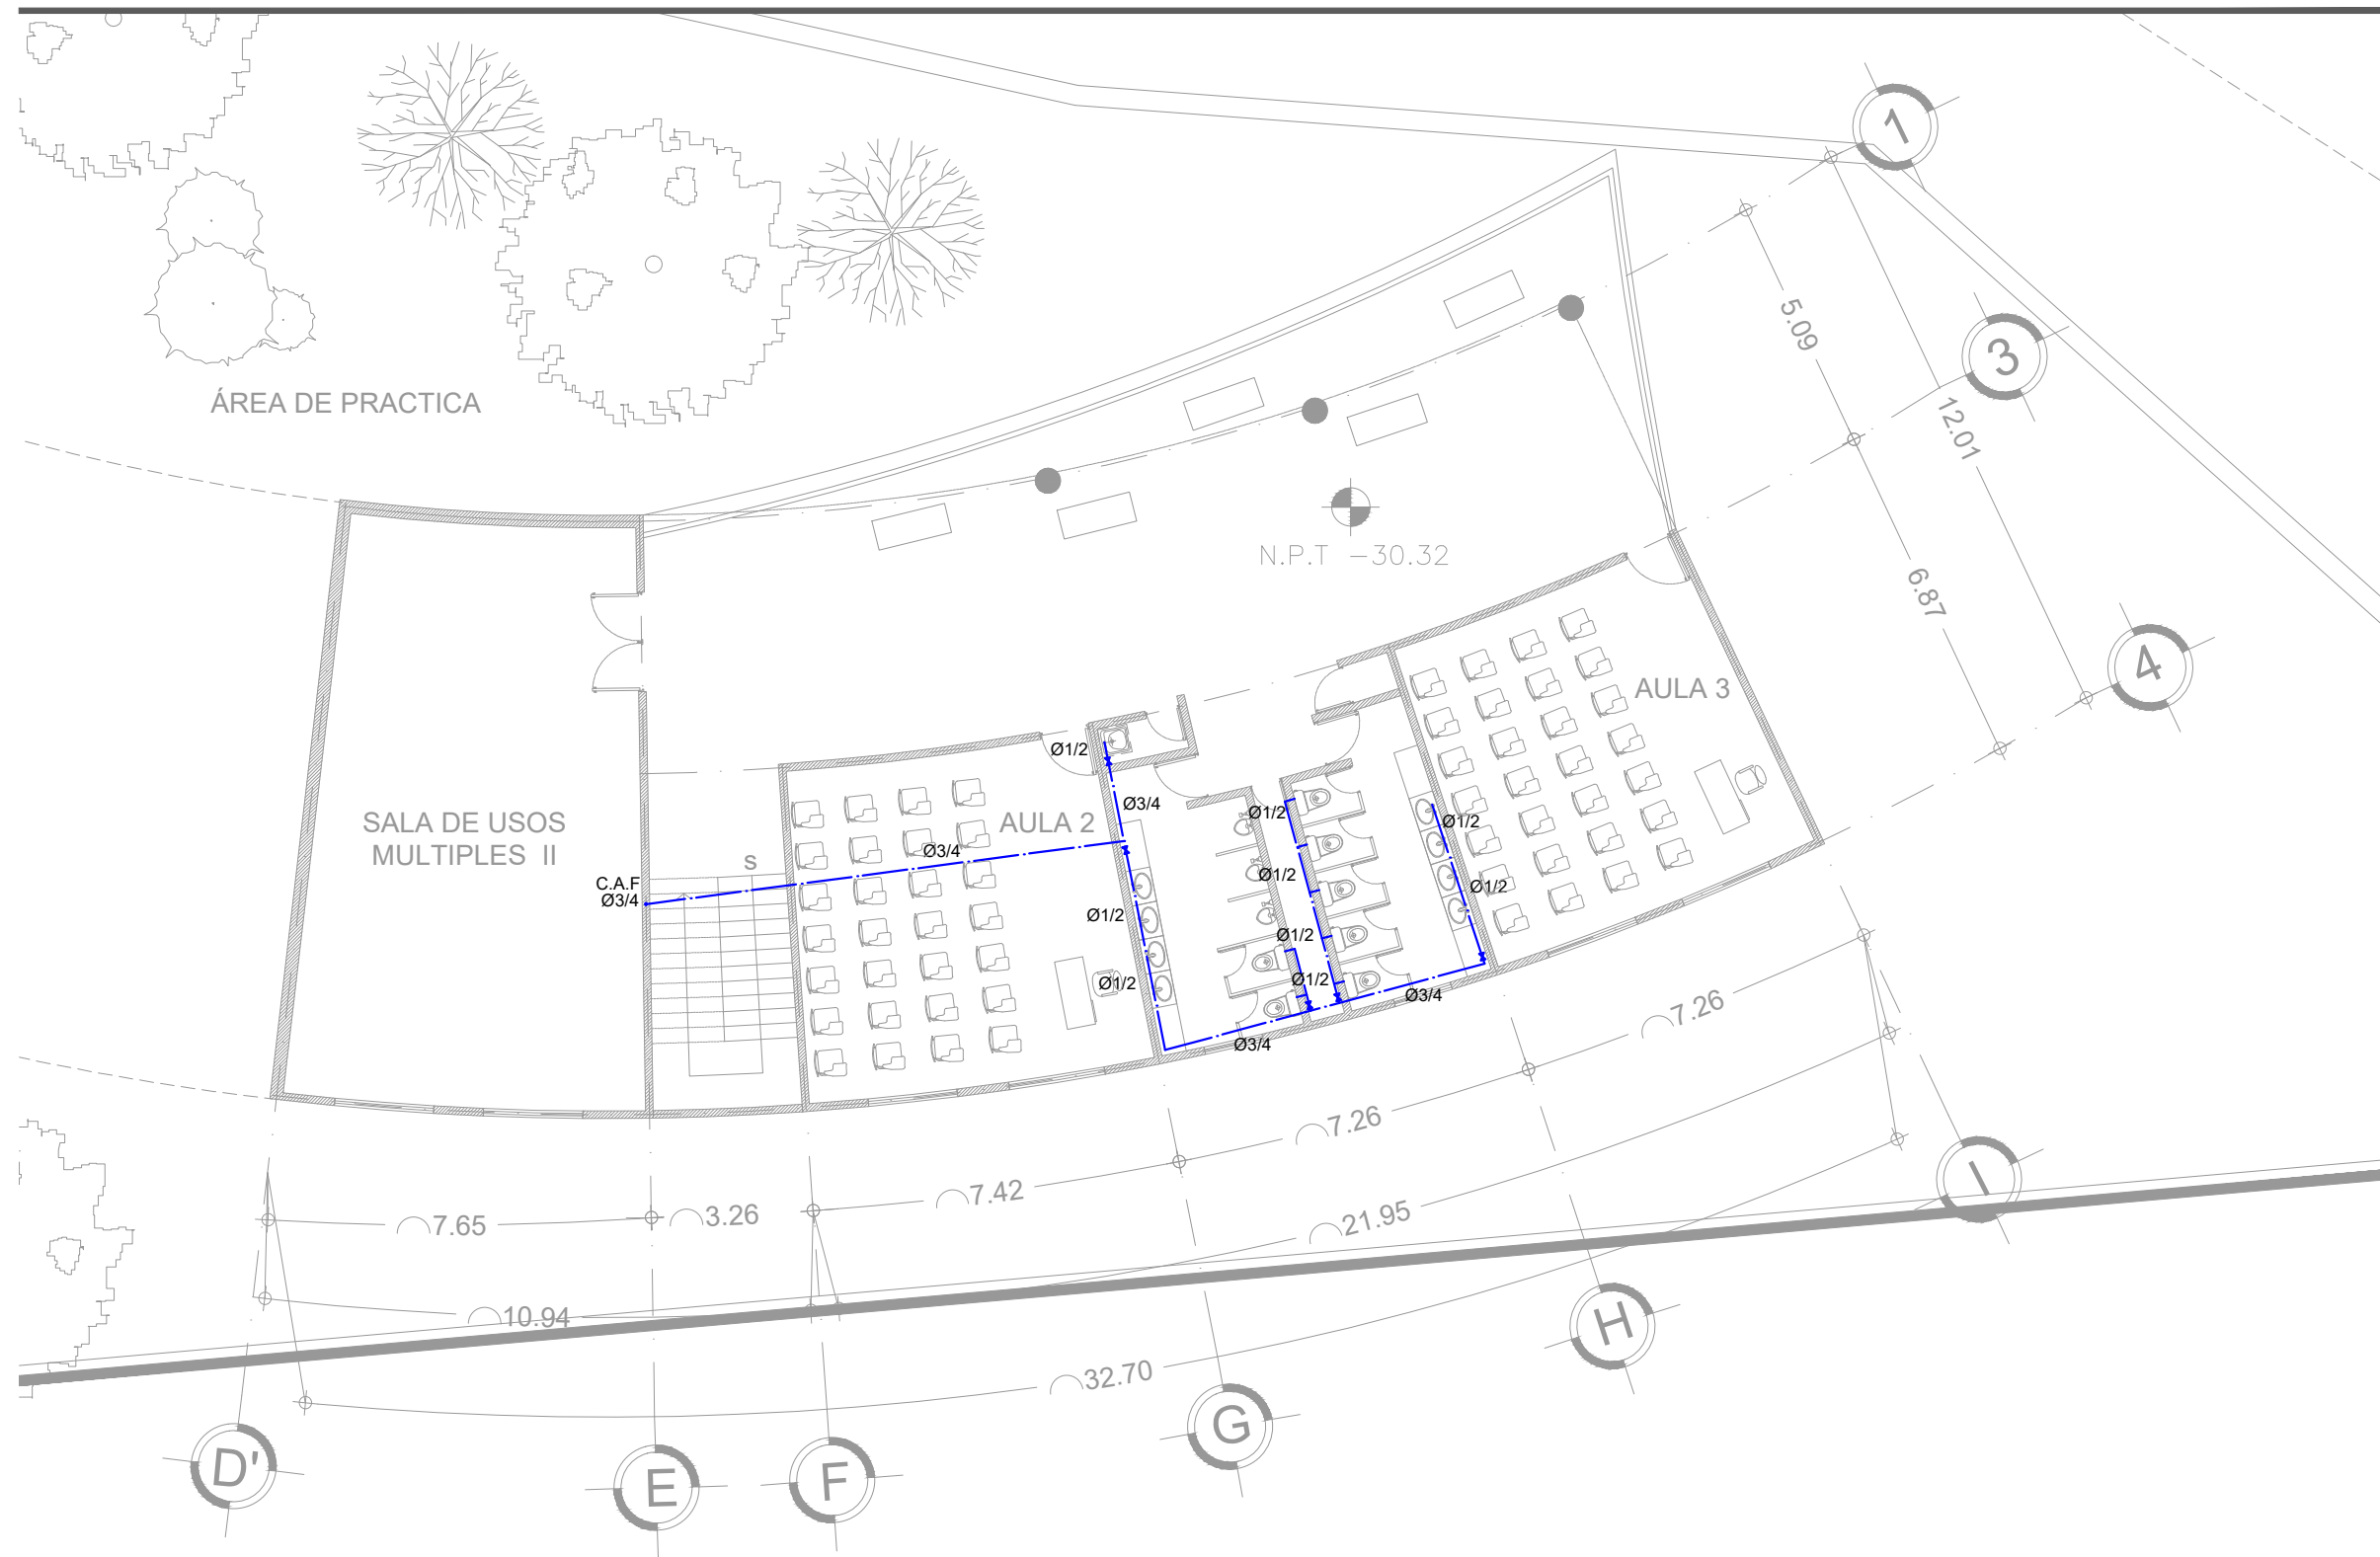 1
5.09
3
12.01
ÁREA DE PRACTICA
N.P.T −30.32
6.87
4
AULA 3
Ø1/2
Ø3/4
Ø1/2
Ø1/2
SALA DE USOS
MULTIPLES II
AULA 2
S
Ø3/4
Ø1/2
C.A.F
Ø3/4
Ø1/2
Ø1/2
Ø1/2
Ø1/2
Ø1/2
Ø3/4
Ø3/4
7.26
7.26
7.42
7.65
3.26
21.95
I
10.94
H
32.70
G
D'
E
F